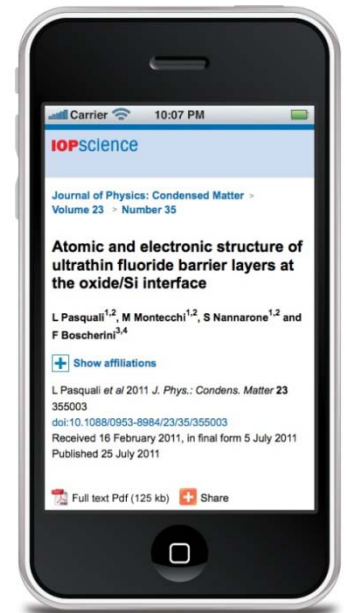 Carrier 10:07 PM
IOPscience
Journal of Physics: Condensed Matter >
Volume 23 > Number 35
Atomic and electronic structure of
ultrathin fluoride barrier layers at
the oxide/Si interface
L Pasquali1,2, M Montecchi1,2, S Nannarone1,2 and
F Boscherini3,4
Show affiliations
L Pasquali et al 2011 J. Phys.: Condens. Matter 23
355003
doi:10.1088/0953-8984/23/35/355003
Received 16 February 2011, in final form 5 July 2011
Published 25 July 2011
Full text Pdf (125 kb) Share